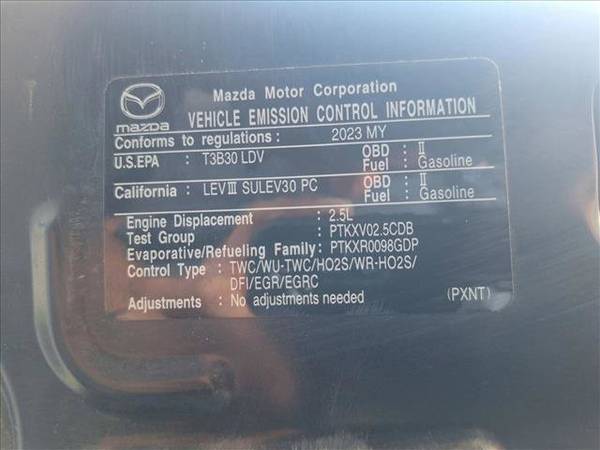 Mazda Motor Corporation
mazda
VEHICLE EMISSION CONTROL INFORMATION
Conforms to regulations : 2023 MY
U.S.EPA : T3B30 LDV OBD : II
Fuel : Gasoline
California : LEVⅢ SULEV30 PC OBD : II
Fuel : Gasoline
Engine Displacement : 2.5L
Test Group : PTKXV02.5CDB
Evaporative/Refueling Family: PTKXR0098GDP
Control Type : TWC/WU-TWC/HO2S/WR-HO2S/
DFI/EGR/EGRC
Adjustments : No adjustments needed (PXNT)